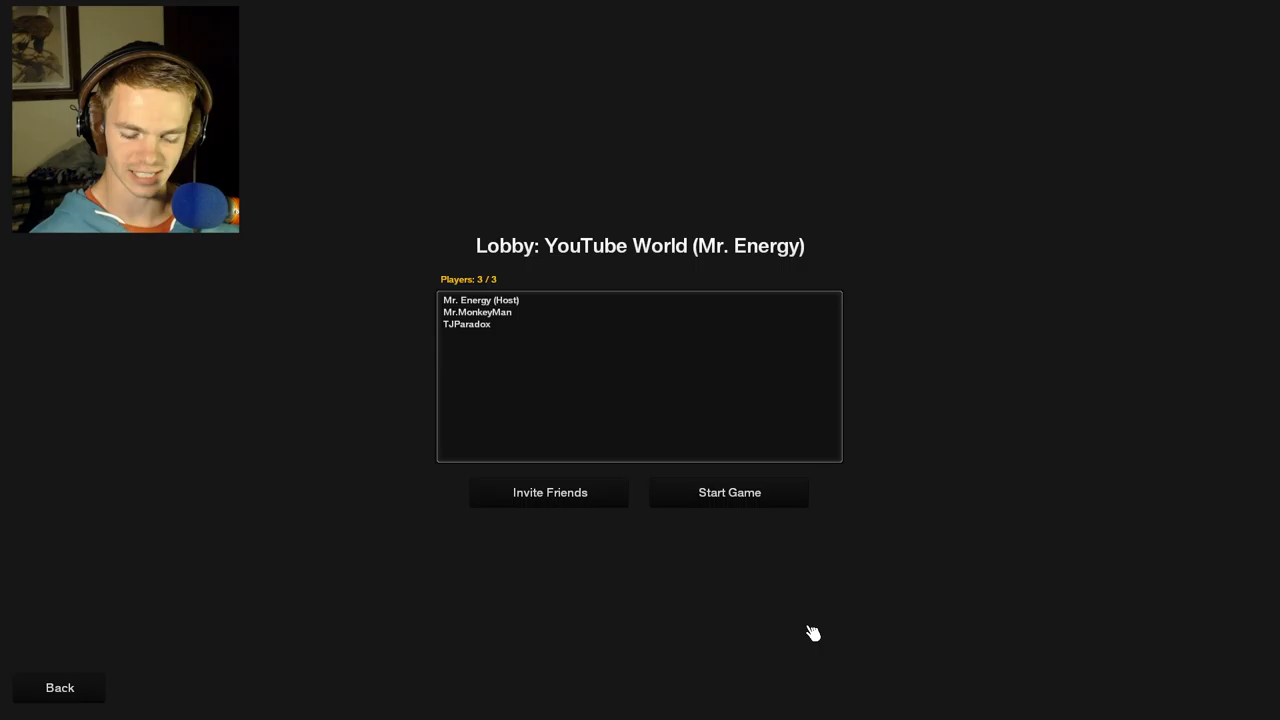 Lobby: YouTube World (Mr. Energy)
Players: 3 / 3
Mr. Energy (Host)
Mr.MonkeyMan
TJParadox
Invite Friends
Start Game
Back